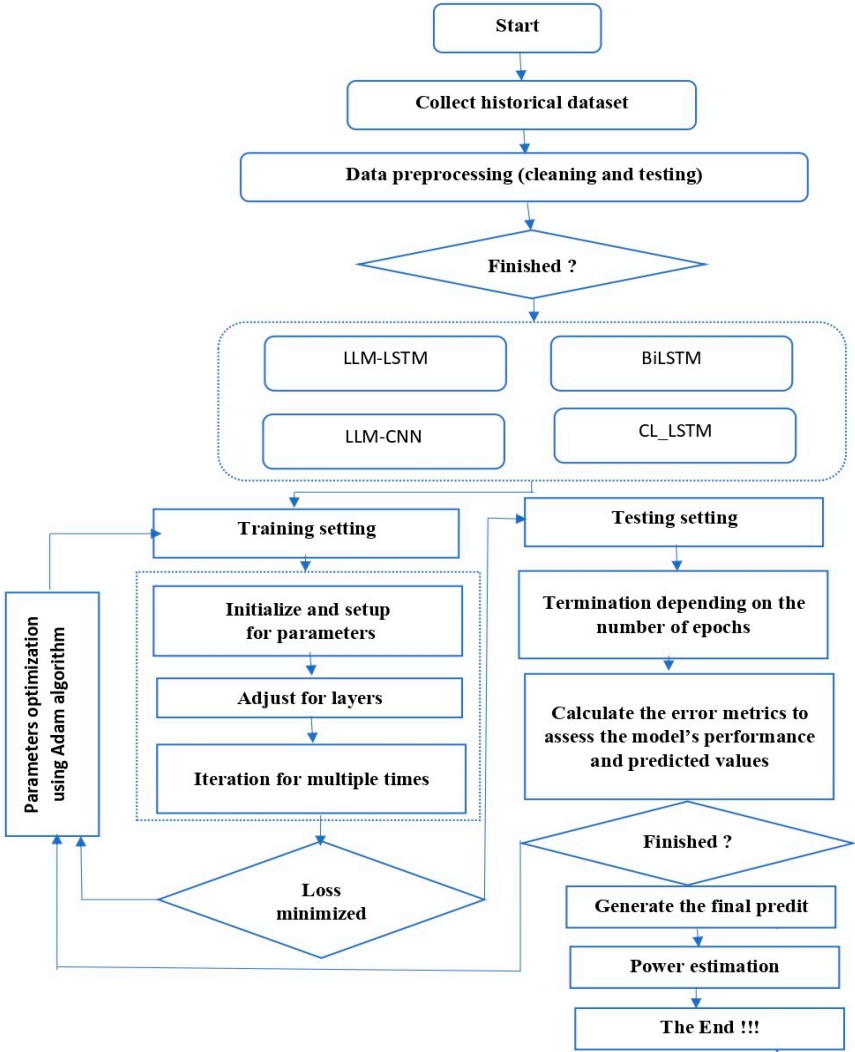 Start
Collect historical dataset
Data preprocessing (cleaning and testing)
Finished ?
LLM-LSTM
BiLSTM
LLM-CNN
CL_LSTM
Training setting
Initialize and setup
for parameters
Adjust for layers
Iteration for multiple times
Loss
minimized
Parameters optimization
using Adam algorithm
Testing setting
Termination depending on the
number of epochs
Calculate the error metrics to
assess the model's performance
and predicted values
Finished ?
Generate the final predit
Power estimation
The End !!!